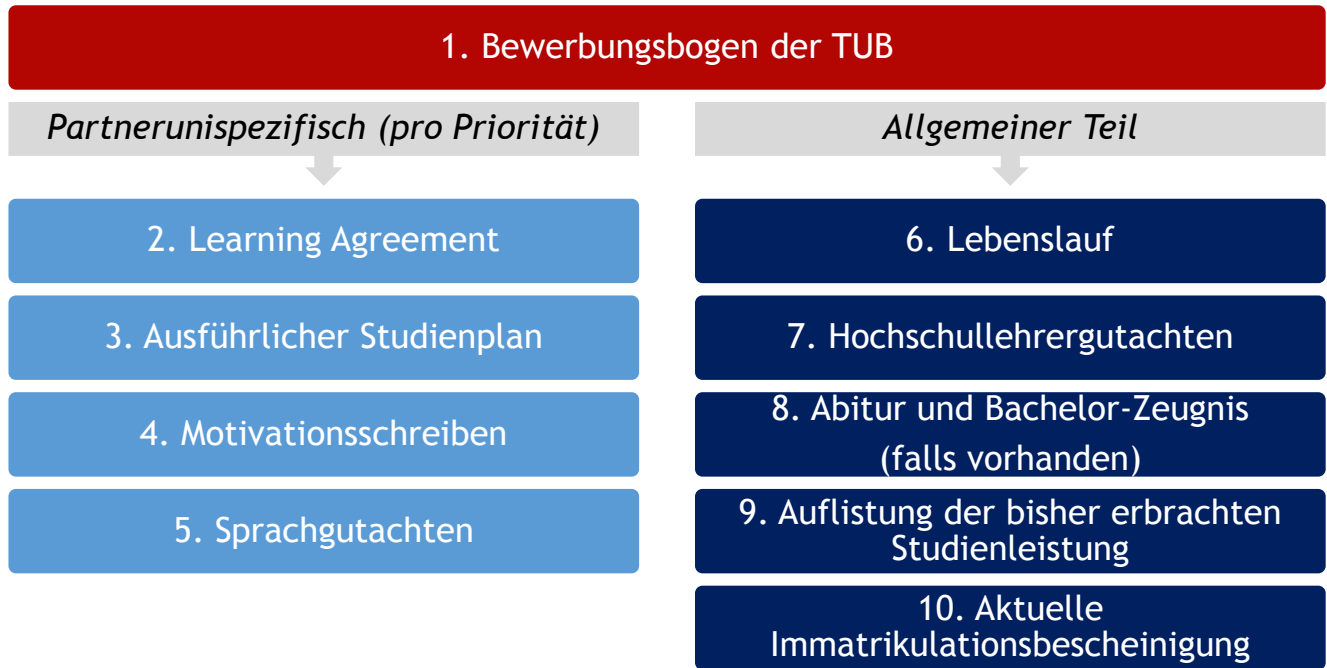 1. Bewerbungsbogen der TUB
Partnerunispezifisch (pro Priorität)
2. Learning Agreement
3. Ausführlicher Studienplan
4. Motivationsschreiben
5. Sprachgutachten
Allgemeiner Teil
6. Lebenslauf
7. Hochschullehrergutachten
8. Abitur und Bachelor-Zeugnis
(falls vorhanden)
9. Auflistung der bisher erbrachten
Studienleistung
10. Aktuelle
Immatrikulationsbescheinigung